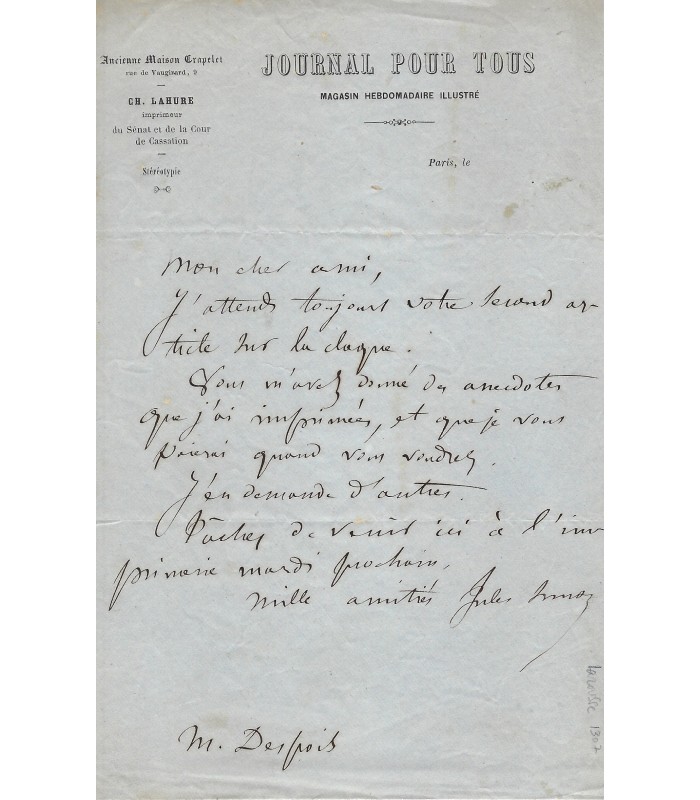 Ancienne Maison Crapelet
rue de Vaugirard, 9
CH. LAHURE
imprimeur
du Sénat et de la Cour
de Cassation
Stéréotypie
JOURNAL POUR TOUS
MAGASIN HEBDOMADAIRE ILLUSTRÉ
Paris, le
Mon cher ami,
J'attends toujours votre second ar-
ticle sur la claque.
Vous m'avez donné des anecdotes
que j'ai imprimées, et que je vous
paierai quand vous voudrez.
J'en demande d'autres.
Tâchez de venir ici à l'im
primerie mardi prochain.
Mille amitiés Jules Simon
M. Despois
Larousse 1307